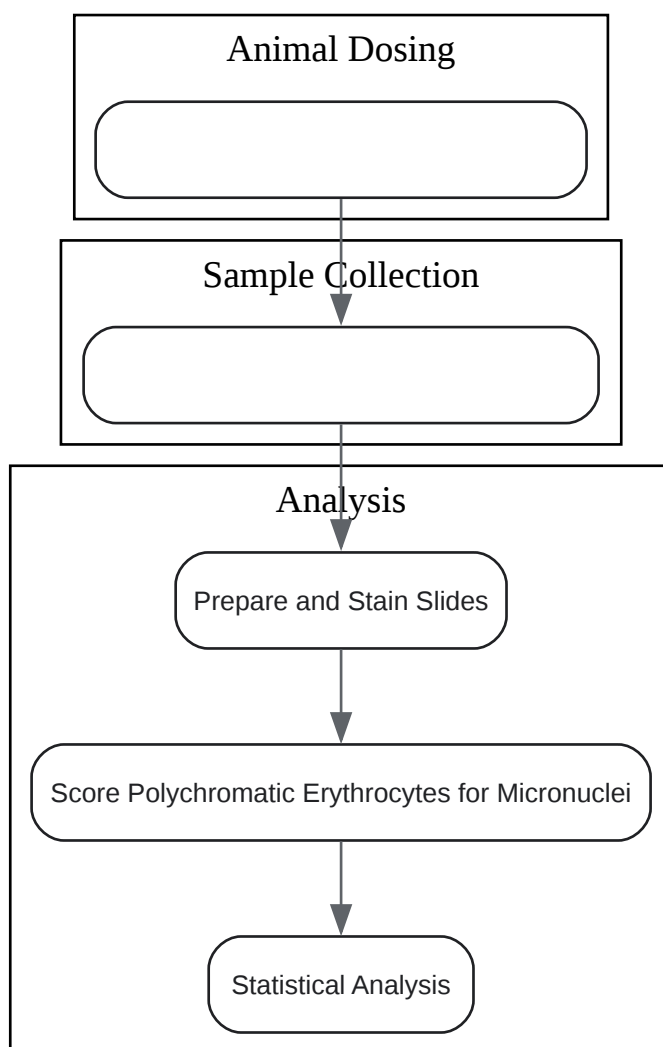 Animal Dosing
Sample Collection
Analysis
Prepare and Stain Slides
Score Polychromatic Erythrocytes for Micronuclei
Statistical Analysis